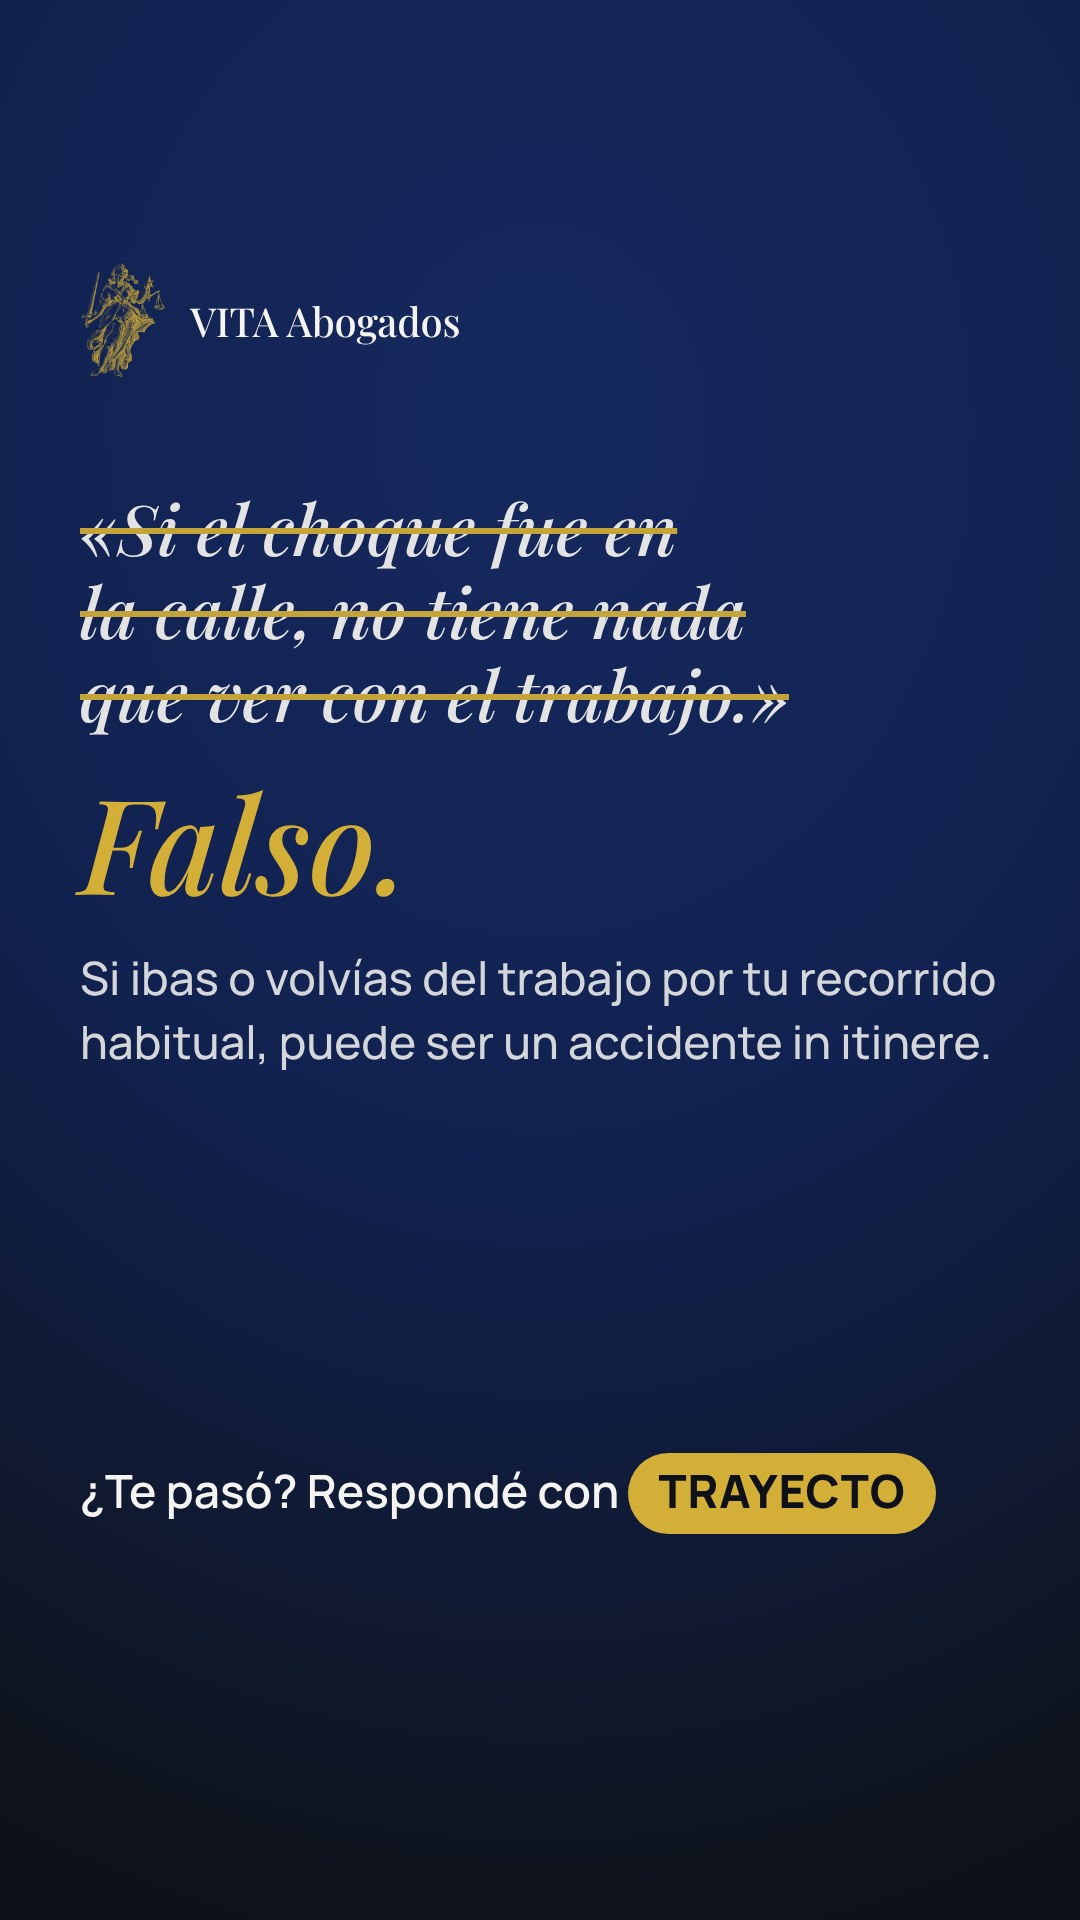 VITA Abogados
«Si el choque fue en
la calle, no tiene nada
que ver con el trabajo.»
Falso.
Si ibas o volvías del trabajo por tu recorrido
habitual, puede ser un accidente in itinere.
¿Te pasó? Respondé con TRAYECTO